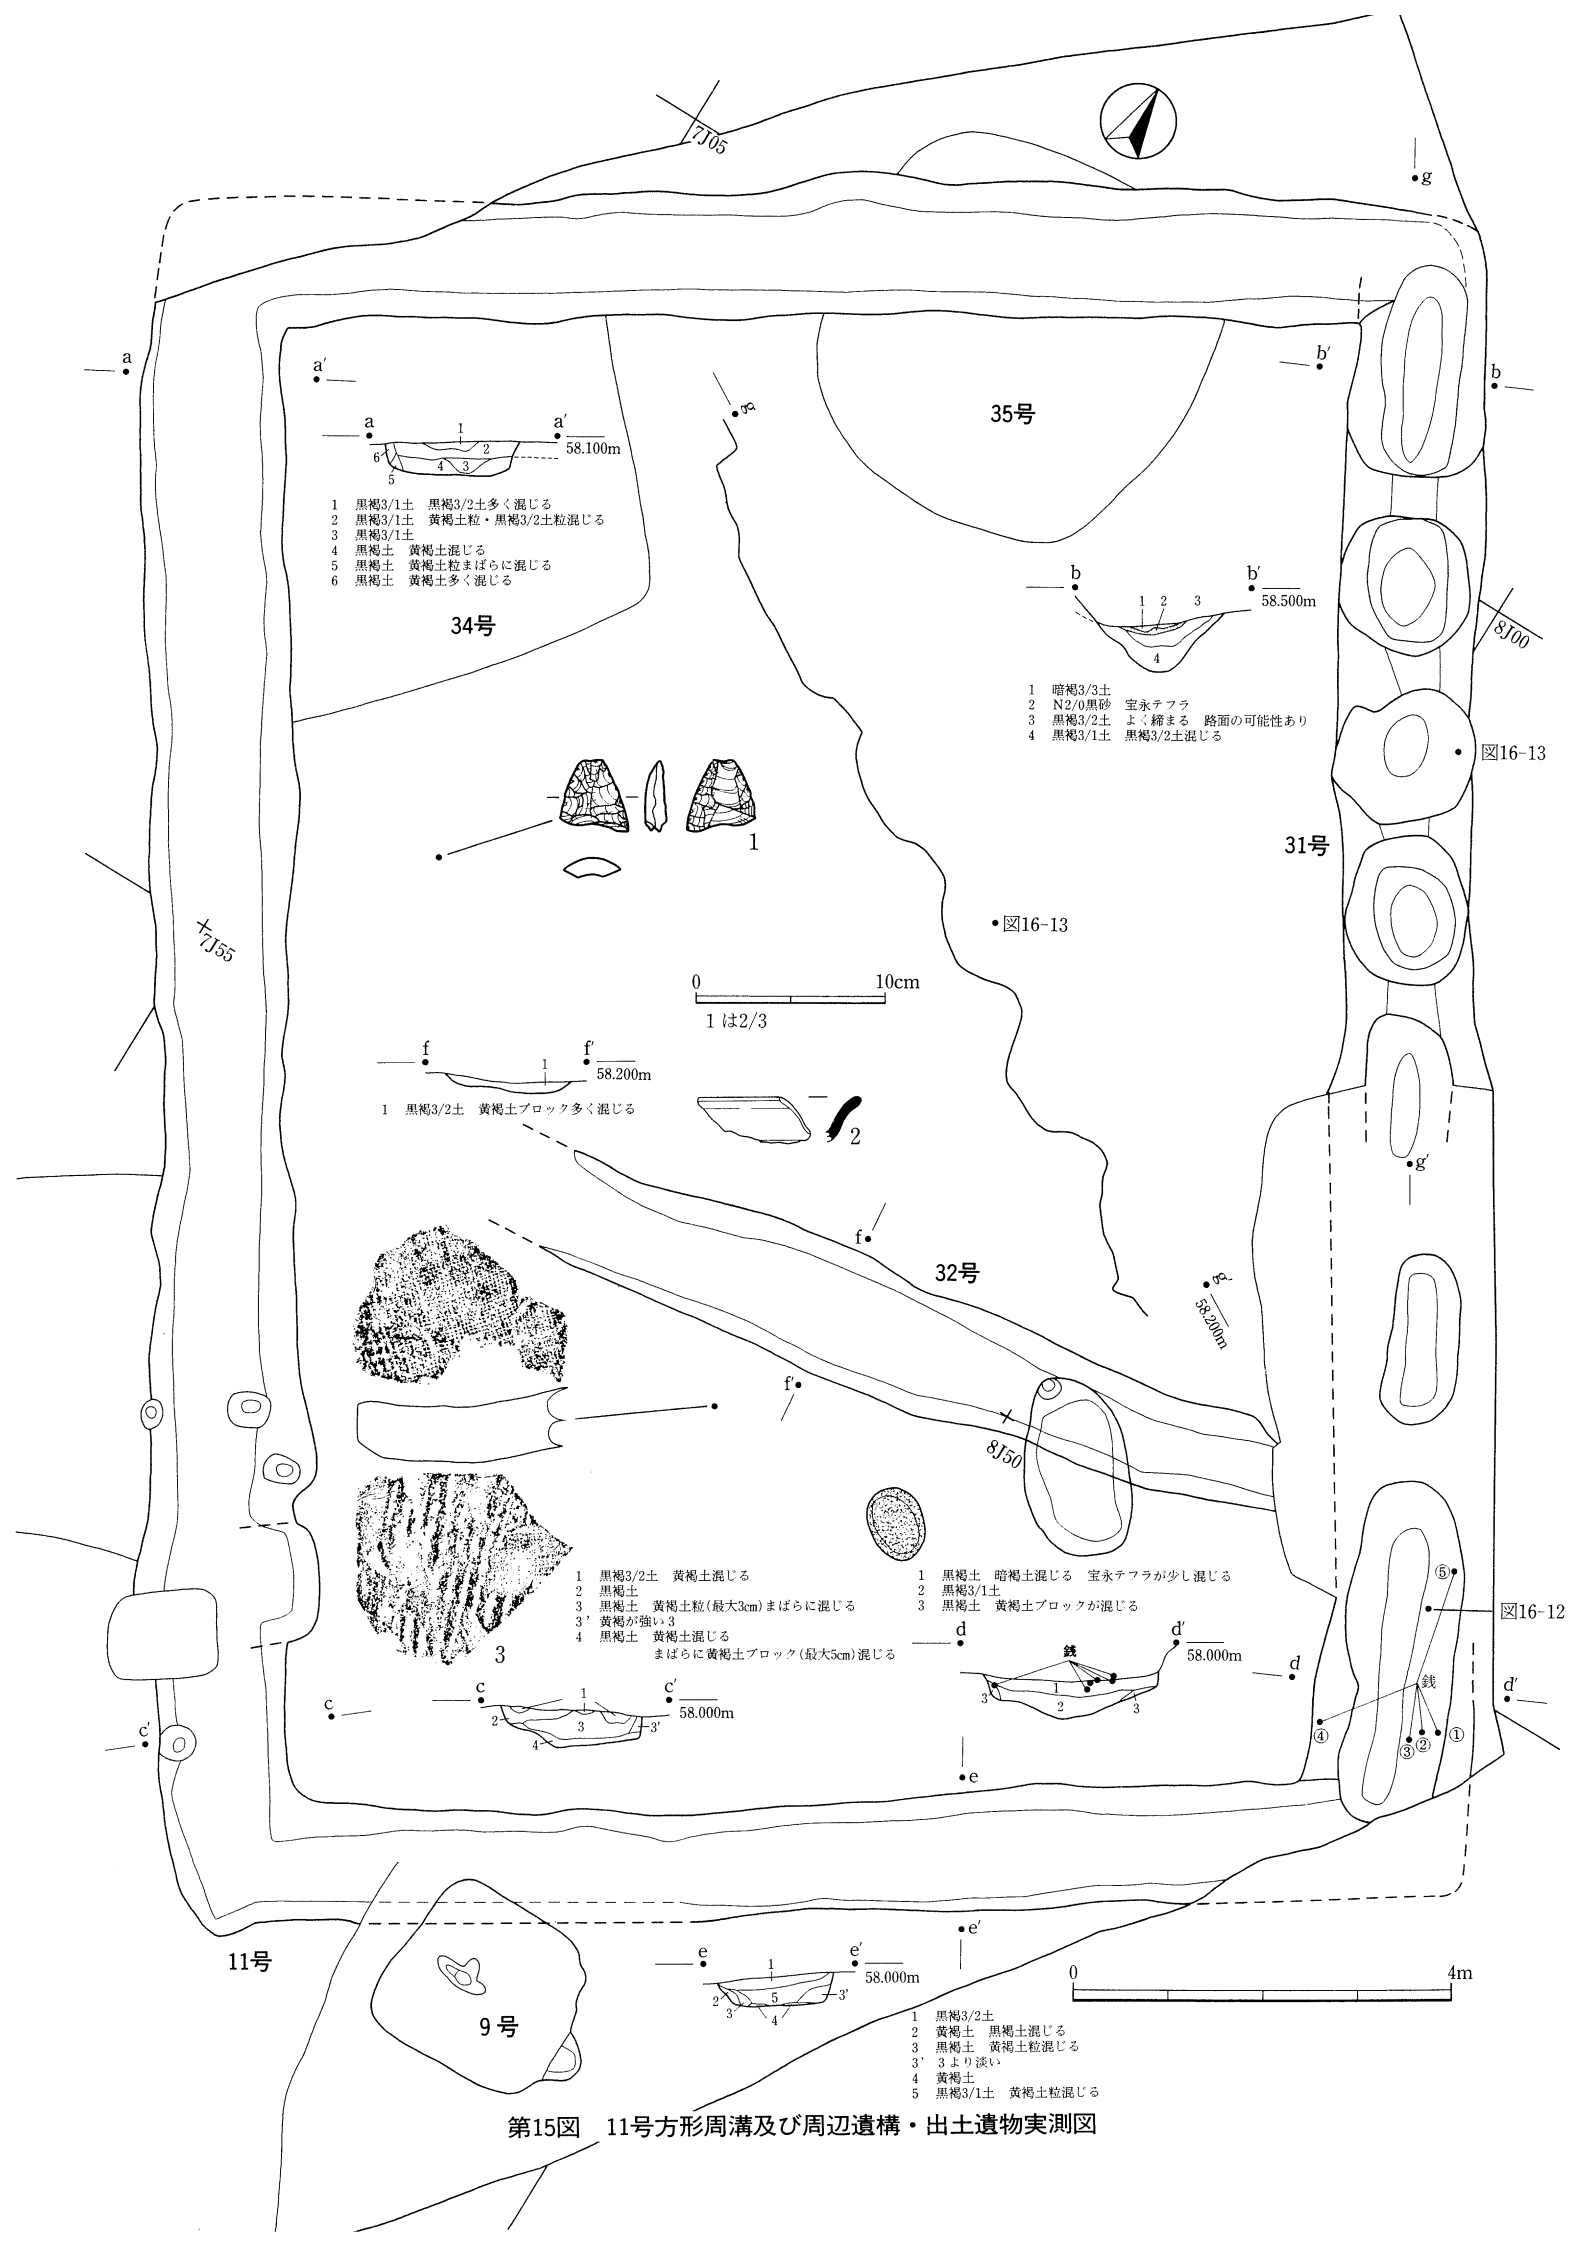 7J05
g
a
a′
b′
b
a
a′
58.100m
1
2
3
4
5
6
1 黒褐3/1土 黒褐3/2土多く混じる
2 黒褐3/1土 黄褐土粒・黒褐3/2土粒混じる
3 黒褐3/1土
4 黒褐土 黄褐土混じる
5 黒褐土 黄褐土粒まばらに混じる
6 黒褐土 黄褐土多く混じる
34号
g
35号
b
b′
58.500m
1
2
3
4
1 暗褐3/3土
2 N2/0黒砂 宝永テフラ
3 黒褐3/2土 よく締まる 路面の可能性あり
4 黒褐3/1土 黒褐3/2土混じる
8J00
図16-13
31号
1
7J55
図16-13
0
10cm
1は2/3
f
f′
58.200m
1
1 黒褐3/2土 黄褐土ブロック多く混じる
2
g′
f
32号
g′
58.200m
f′
8J50
3
1 黒褐3/2土 黄褐土混じる
2 黒褐土
3 黒褐土 黄褐土粒(最大3cm)まばらに混じる
3′ 黄褐が強い3
4 黒褐土 黄褐土混じる
まばらに黄褐土ブロック(最大5cm)混じる
1 黒褐土 暗褐土混じる 宝永テフラが少し混じる
2 黒褐3/1土
3 黒褐土 黄褐土ブロックが混じる
⑤
図16-12
d
d′
58.000m
銭
1
2
3
3
d
d′
銭
①
②
③
④
c
c′
c
c′
58.000m
1
2
3
3′
4
e
e′
11号
9号
e
e′
58.000m
1
2
3
3′
4
5
0
4m
1 黒褐3/2土
2 黄褐土 黒褐土混じる
3 黒褐土 黄褐土粒混じる
3′ 3より淡い
4 黄褐土
5 黒褐3/1土 黄褐土粒混じる
第15図 11号方形周溝及び周辺遺構・出土遺物実測図